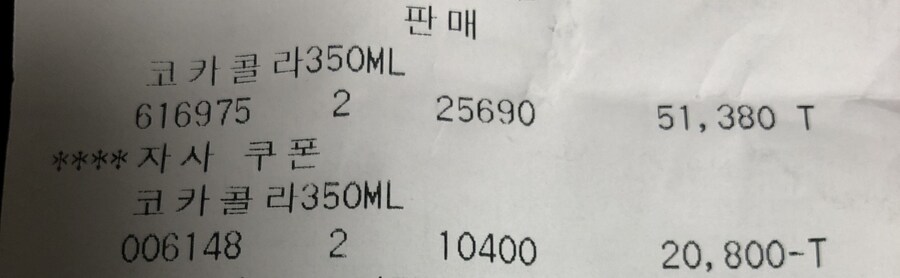 판매
코카콜라350ML
616975 2 25690 51,380 T
****자사 쿠폰
코카콜라350ML
006148 2 10400 20,800-T